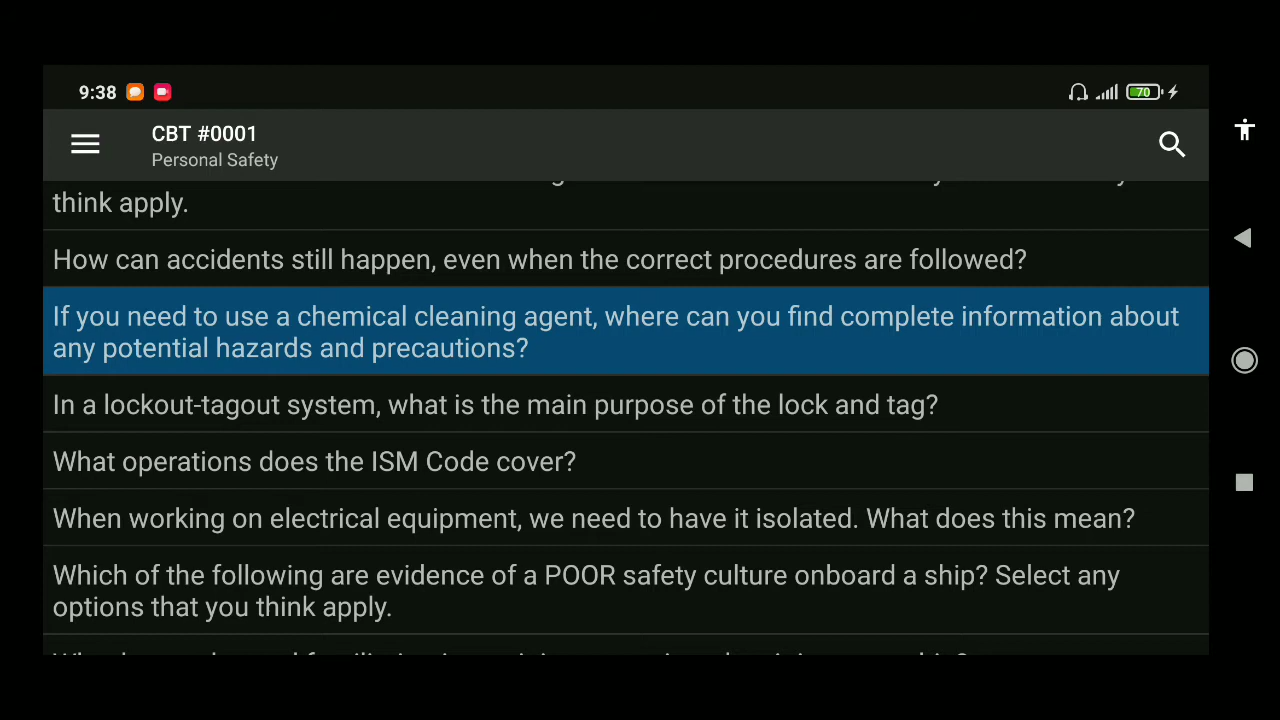 9:38
70
CBT #0001
Personal Safety
think apply.
How can accidents still happen, even when the correct procedures are followed?
If you need to use a chemical cleaning agent, where can you find complete information about
any potential hazards and precautions?
In a lockout-tagout system, what is the main purpose of the lock and tag?
What operations does the ISM Code cover?
When working on electrical equipment, we need to have it isolated. What does this mean?
Which of the following are evidence of a POOR safety culture onboard a ship? Select any
options that you think apply.